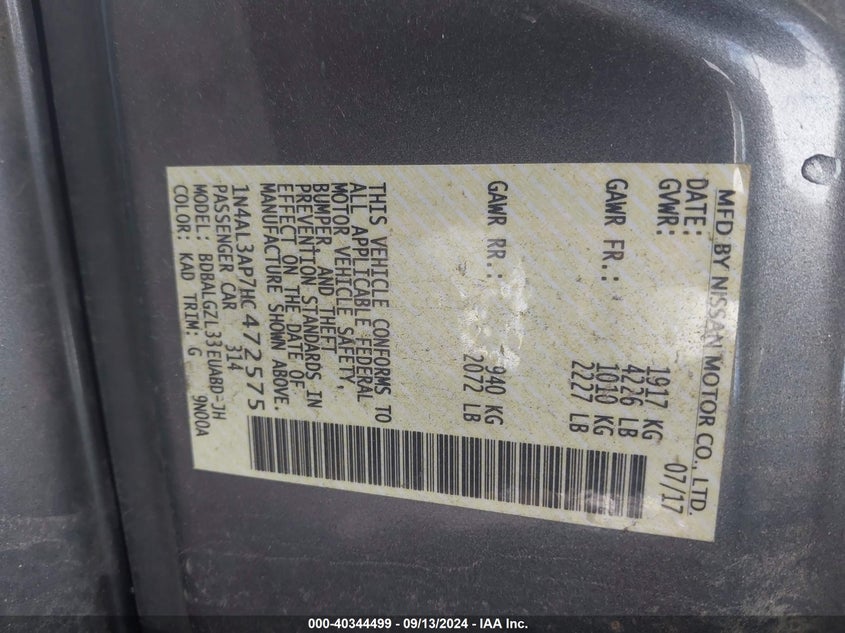 MFD BY NISSAN MOTOR CO., LTD.
DATE: 07/17
GVWR: 1917 KG
4226 LB
GAWR FR.: 1010 KG
2227 LB
GAWR RR.: 940 KG
2072 LB
THIS VEHICLE CONFORMS TO
ALL APPLICABLE FEDERAL
MOTOR VEHICLE SAFETY,
BUMPER, AND THEFT
PREVENTION STANDARDS IN
EFFECT ON THE DATE OF
MANUFACTURE SHOWN ABOVE.
1N4AL3AP7HC472575
PASSENGER CAR 314
MODEL: BDBALGZL33EUABD-JH
COLOR: KAD TRIM: G 9N00A
000-40344499 - 09/13/2024 - IAA Inc.